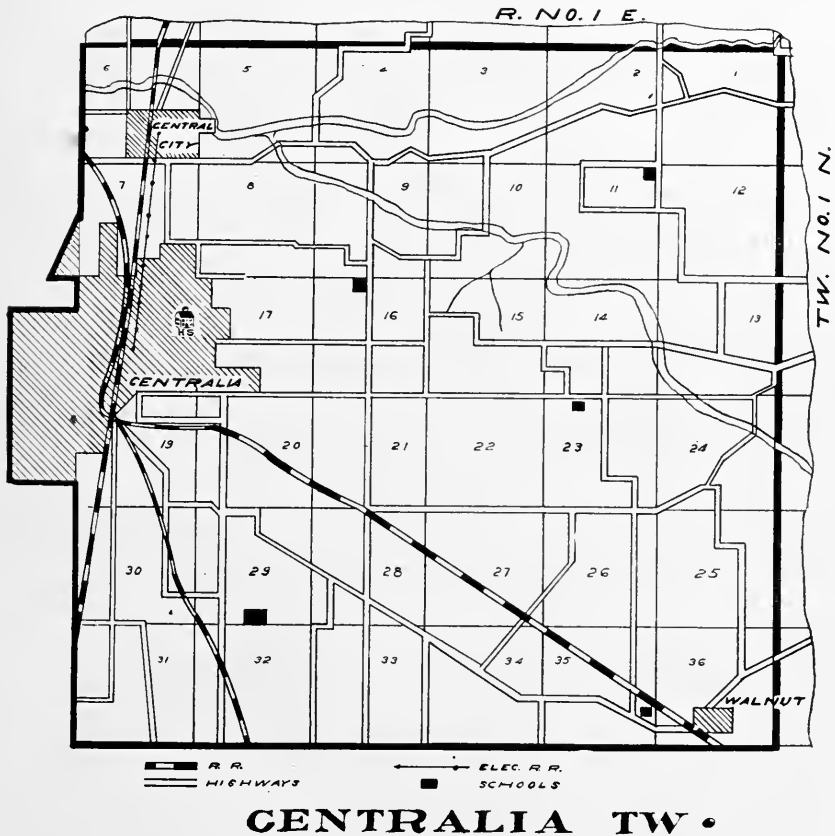 R. NO. 1 E.
6 5 4 3 2 1
CENTRAL
CITY
TW. NO. 1 N.
7 8 9 10 11 12
17 16 15 14 13
H S
CENTRALIA
19 20 21 22 23 24
30 29 28 27 26 25
31 32 33 34 35 36
WALNUT
R. R.
ELEC. R. R.
HIGHWAYS
SCHOOLS
CENTRALIA TW.